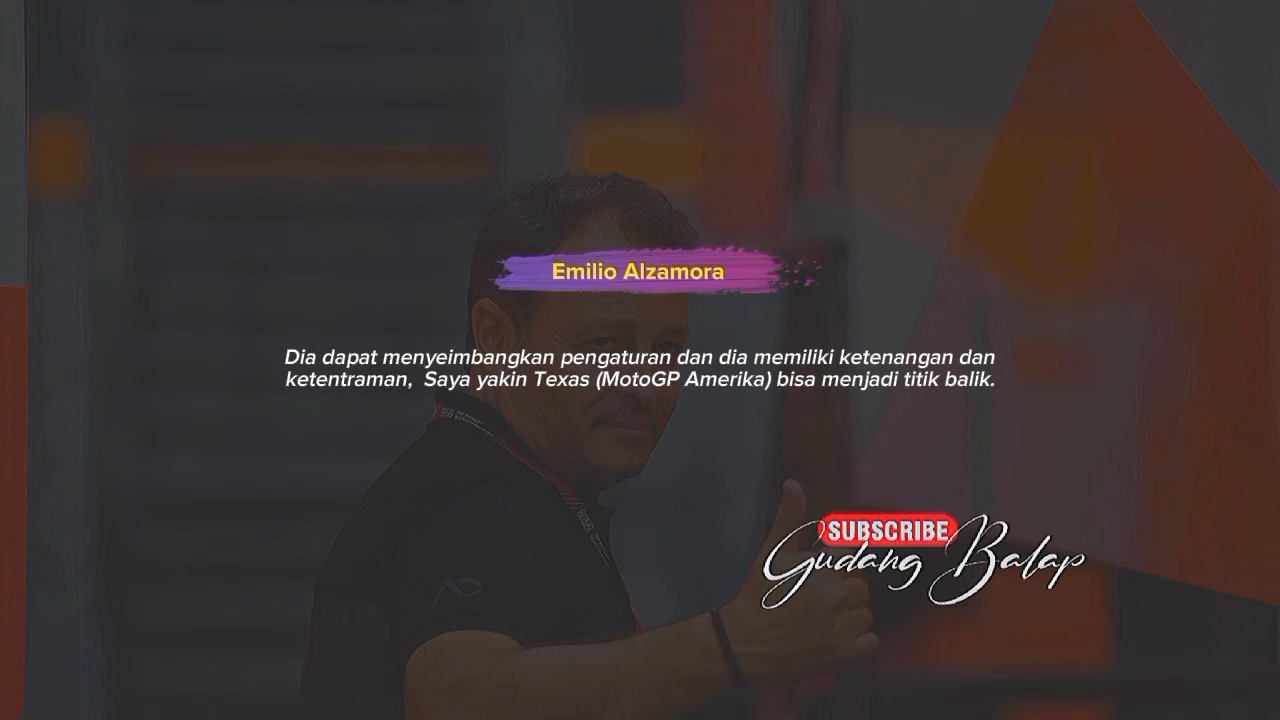 Emilio Alzamora
Dia dapat menyeimbangkan pengaturan dan dia memiliki ketenangan dan
ketentraman,  Saya yakin Texas (MotoGP Amerika) bisa menjadi titik balik.
SUBSCRIBE
Gudang Balap